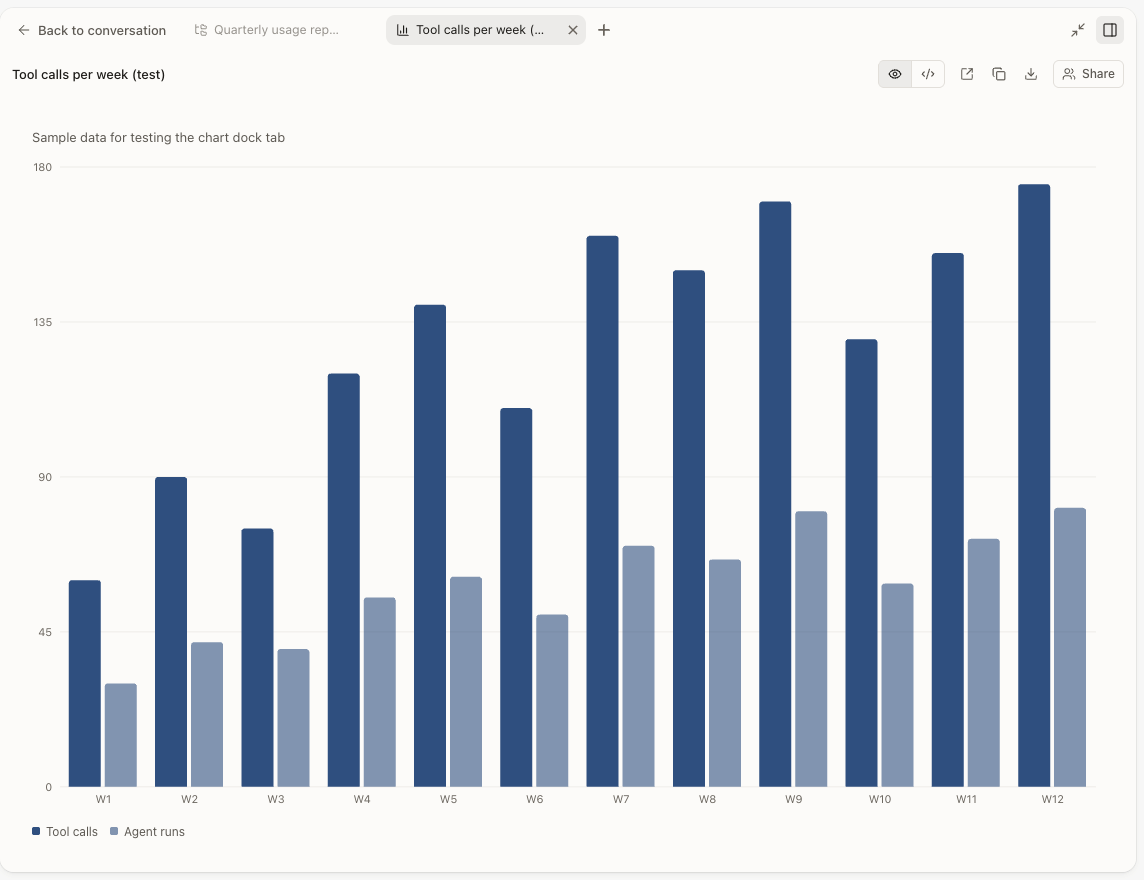 Back to conversation
Quarterly usage rep...
Tool calls per week (...
Tool calls per week (test)
Share
Sample data for testing the chart dock tab
180
135
90
45
0
W1 W2 W3 W4 W5 W6 W7 W8 W9 W10 W11 W12
Tool calls Agent runs